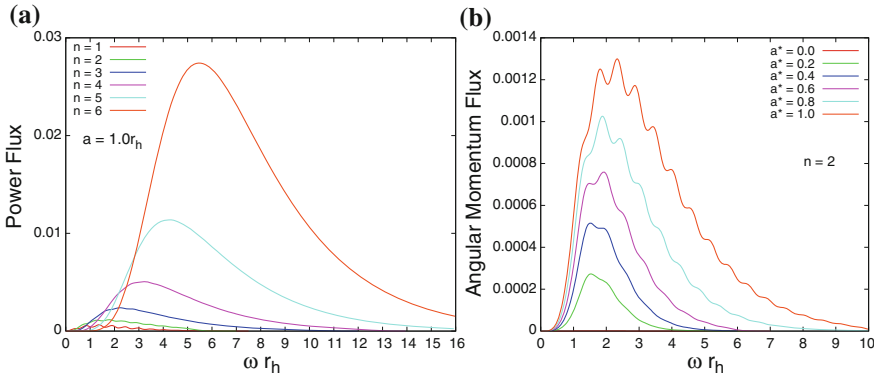 (a)
0.03
0.02
0.01
0
Power Flux
n = 1
n = 2
n = 3
n = 4
n = 5
n = 6
a = 1.0r_h
0 1 2 3 4 5 6 7 8 9 10 11 12 13 14 15 16
ω r_h
(b)
0.0014
0.0012
0.001
0.0008
0.0006
0.0004
0.0002
0
Angular Momentum Flux
a* = 0.0
a* = 0.2
a* = 0.4
a* = 0.6
a* = 0.8
a* = 1.0
n = 2
0 1 2 3 4 5 6 7 8 9 10
ω r_h